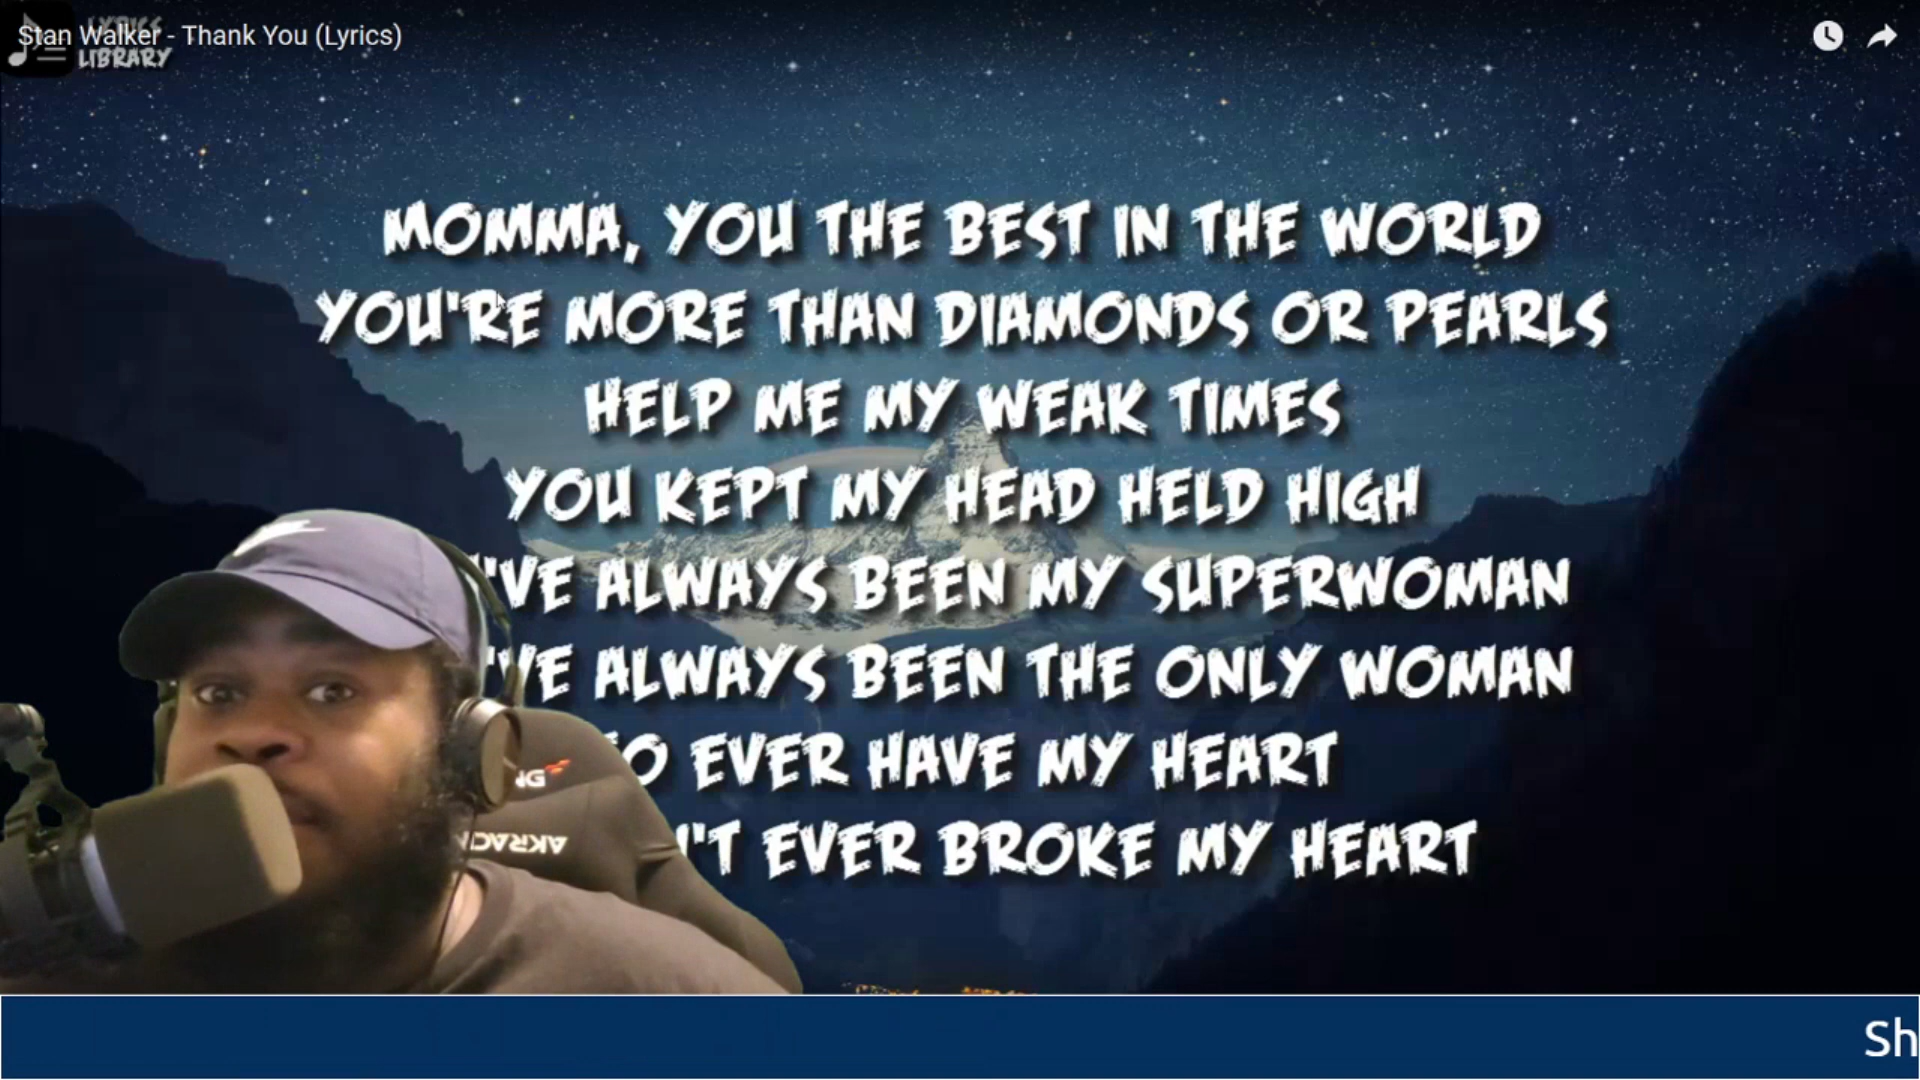 Stan Walker - Thank You (Lyrics)
LYRICS
LIBRARY
MOMMA, YOU THE BEST IN THE WORLD
YOU'RE MORE THAN DIAMONDS OR PEARLS
HELP ME MY WEAK TIMES
YOU KEPT MY HEAD HELD HIGH
'VE ALWAYS BEEN MY SUPERWOMAN
'VE ALWAYS BEEN THE ONLY WOMAN
O EVER HAVE MY HEART
'T EVER BROKE MY HEART
AKRACIN
Sh